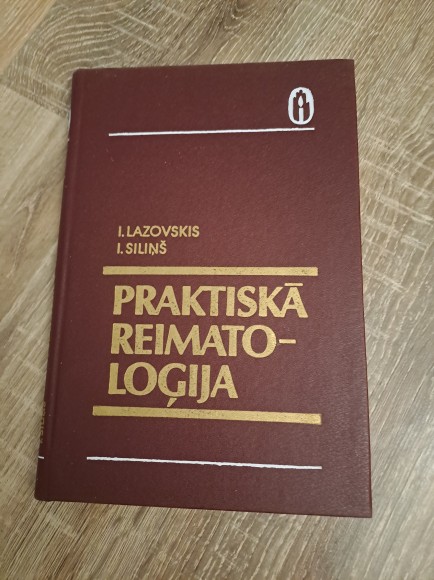 I. LAZOVSKIS
I. SILIŅŠ
PRAKTISKĀ
REIMATO-
LOĢIJA